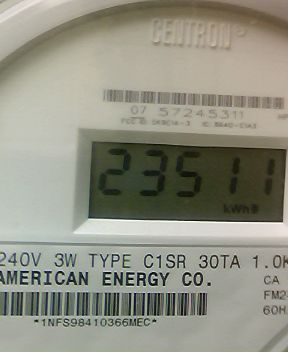 CENTRON®
07 57245311
23511
kWh
240V 3W TYPE C1SR 30TA 1.0K
AMERICAN ENERGY CO.
CA
FM2
60H
*1NFS98410366MEC*